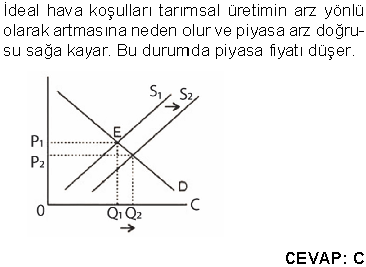 İdeal hava koşulları tarımsal üretimin arz yönlü
olarak artmasına neden olur ve piyasa arz doğru-
su sağa kayar. Bu durumda piyasa fiyatı düşer.
S1 S2
E
P1
P2
D
0 Q1 Q2 C
CEVAP: C